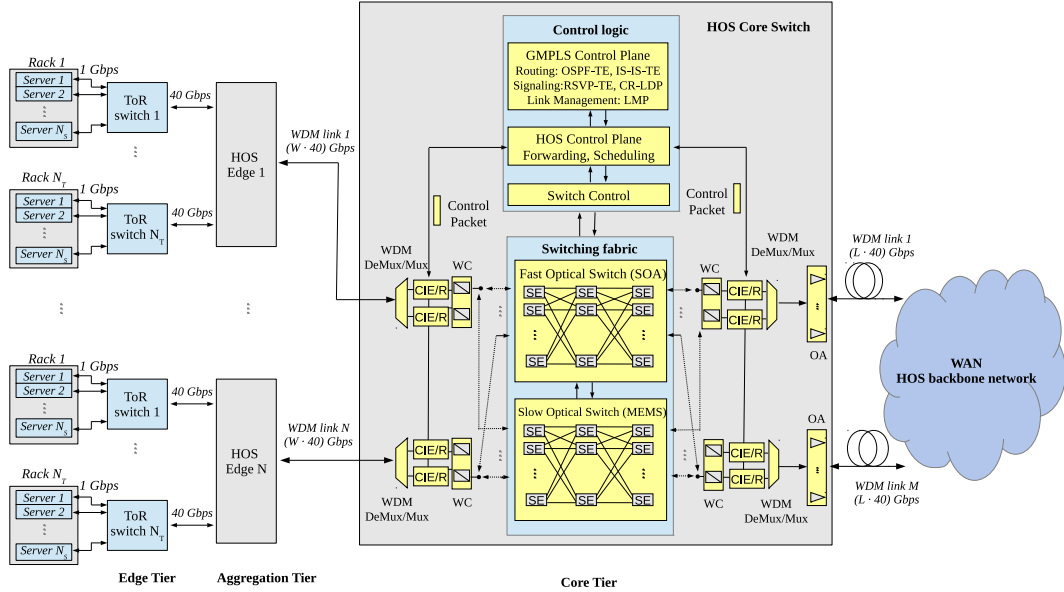 Rack 1
1 Gbps
Server 1
Server 2
...
Server N_S
ToR
switch 1
40 Gbps
...
Rack N_T
1 Gbps
Server 1
Server 2
...
Server N_S
ToR
switch N_T
40 Gbps
HOS
Edge 1
WDM link 1
(W · 40) Gbps
...
...
...
Rack 1
1 Gbps
Server 1
Server 2
...
Server N_S
ToR
switch 1
40 Gbps
...
Rack N_T
1 Gbps
Server 1
Server 2
...
Server N_S
ToR
switch N_T
40 Gbps
HOS
Edge N
WDM link N
(W · 40) Gbps
Edge Tier
Aggregation Tier
Core Tier
HOS Core Switch
Control logic
GMPLS Control Plane
Routing: OSPF-TE, IS-IS-TE
Signaling:RSVP-TE, CR-LDP
Link Management: LMP
HOS Control Plane
Forwarding, Scheduling
Switch Control
Control
Packet
Control
Packet
WDM
DeMux/Mux
WC
CIE/R
CIE/R
...
Switching fabric
Fast Optical Switch (SOA)
SE SE SE
SE SE SE
... ...
SE SE SE
Slow Optical Switch (MEMS)
SE SE SE
SE SE SE
... ...
SE SE SE
CIE/R
CIE/R
WDM
DeMux/Mux
WC
WDM
DeMux/Mux
WC
CIE/R
CIE/R
...
OA
...
CIE/R
CIE/R
WC
WDM
DeMux/Mux
OA
...
WDM link 1
(L · 40) Gbps
...
WDM link M
(L · 40) Gbps
WAN
HOS backbone network